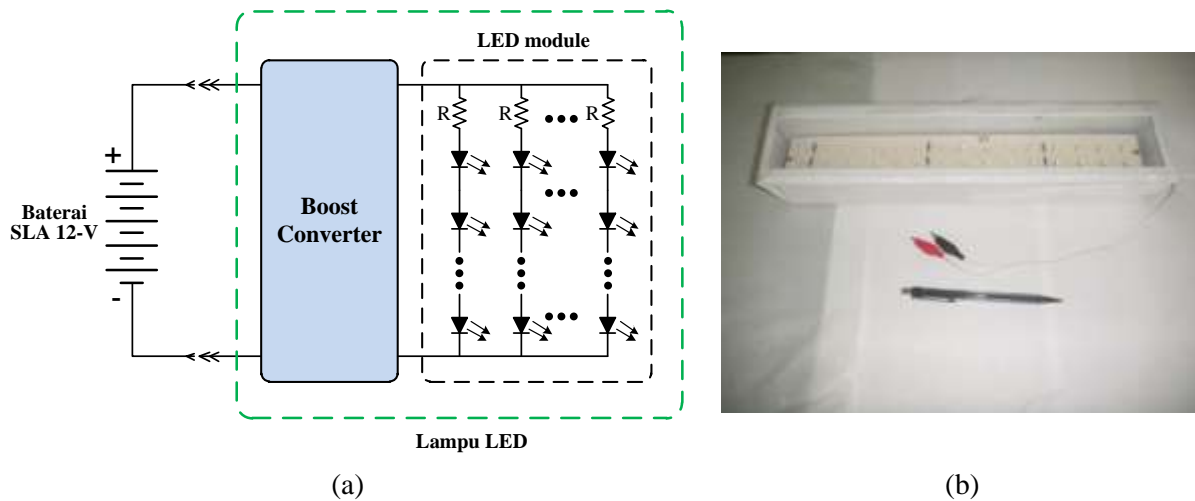 LED module
R R R
+
Baterai
SLA 12-V
-
Boost
Converter
Lampu LED
(a) (b)